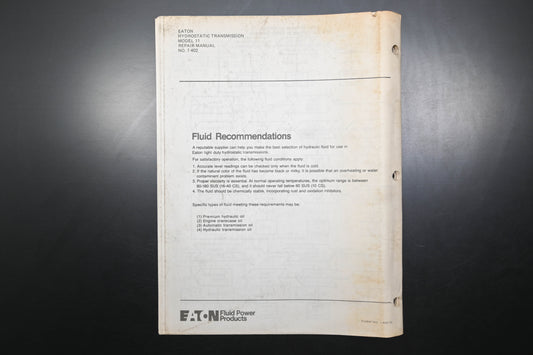 EATON
HYDROSTATIC TRANSMISSION
MODEL 11
REPAIR MANUAL
NO. 7-402
Fluid Recommendations
A reputable supplier can help you make the best selection of hydraulic fluid for use in
Eaton light duty hydrostatic transmissions.
For satisfactory operation, the following fluid conditions apply:
1. Accurate level readings can be checked only when the fluid is cold.
2. If the natural color of the fluid has become black or milky, it is possible that an overheating or water
contaminant problem exists.
3. Proper viscosity is essential. At normal operating temperatures, the optimum range is between
80-180 SUS (16-40 CS), and it should never fall below 60 SUS (10 CS).
4. The fluid should be chemically stable, incorporating rust and oxidation inhibitors.
Specific types of fluid meeting these requirements may be:
(1) Premium hydraulic oil
(2) Engine crankcase oil
(3) Automatic transmission oil
(4) Hydraulic transmission oil
EATON Fluid Power
Products